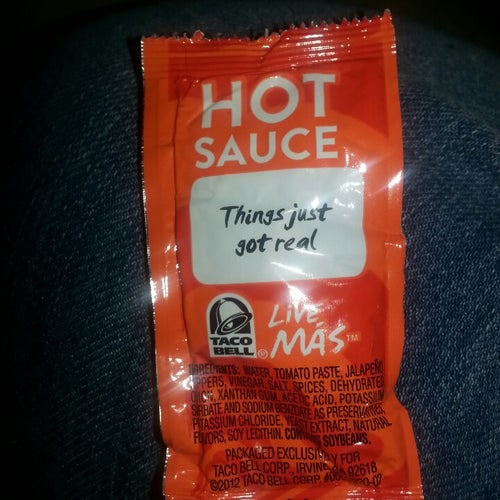 HOT
SAUCE
Things just
got real
TACO
BELL®
LIVE
MÁS™
INGREDIENTS: WATER, TOMATO PASTE, JALAPEÑO
PEPPERS, VINEGAR, SALT, SPICES, DEHYDRATED
ONION, XANTHAN GUM, ACETIC ACID, POTASSIUM
SORBATE AND SODIUM BENZOATE AS PRESERVATIVES,
POTASSIUM CHLORIDE, YEAST EXTRACT, NATURAL
FLAVORS, SOY LECITHIN. CONTAINS SOYBEANS.
PACKAGED EXCLUSIVELY FOR
TACO BELL CORP., IRVINE, CA 92618
©2012 TACO BELL CORP.